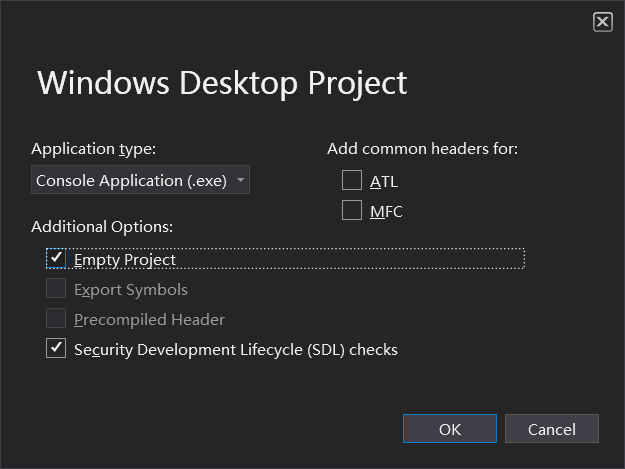 Windows Desktop Project
Application type:
Console Application (.exe)
Add common headers for:
ATL
MFC
Additional Options:
Empty Project
Export Symbols
Precompiled Header
Security Development Lifecycle (SDL) checks
OK
Cancel